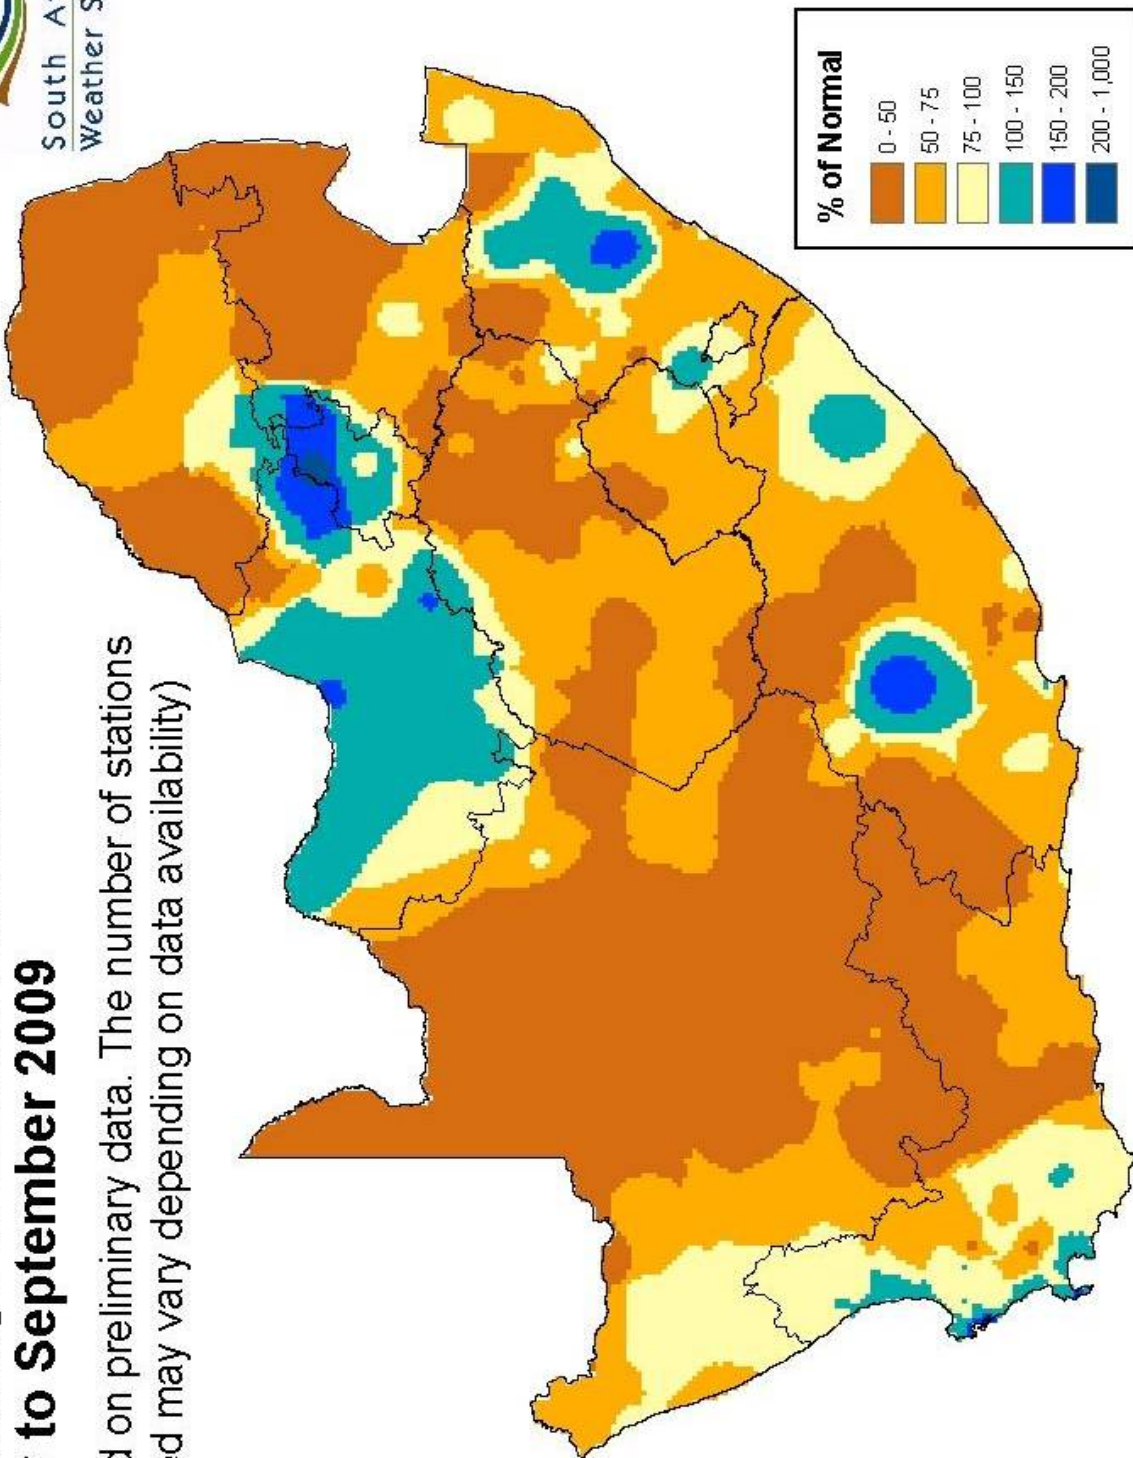 to September 2009
on preliminary data. The number of stations
may vary depending on data availability)
South
Weather
% of Normal
0 - 50
50 - 75
75 - 100
100 - 150
150 - 200
200 - 1,000